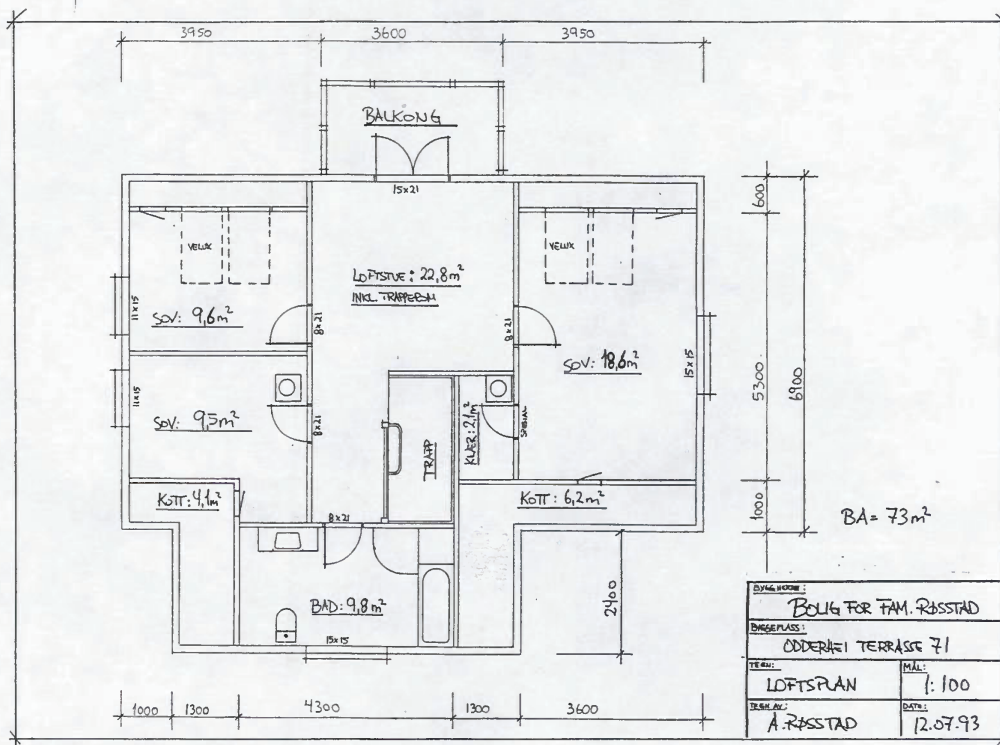 3950
3600
3950
BALKONG
15x21
600
VELUX
VELUX
LOFTSTUE: 22,8m²
INKL. TRAPPEROM
11x15
SOV: 9,6m²
8x21
8x21
SOV: 18,6m²
15x15
5300
6900
11x15
SOV: 9,5m²
8x21
TRAPP
KLÆR: 2,1m²
SPESIAL
KOTT: 4,1m²
KOTT: 6,2m²
1000
8x21
BA= 73m²
BAD: 9,8m²
15x15
2400
1000
1300
4300
1300
3600
BYGGHERRE:
BOLIG FOR FAM. RØSSTAD
BYGGEPLASS:
ODDERHEI TERRASSE 71
TEGN:
LOFTSPLAN
MÅL:
1:100
TEGN AV:
A. RØSSTAD
DATO:
12.07.93